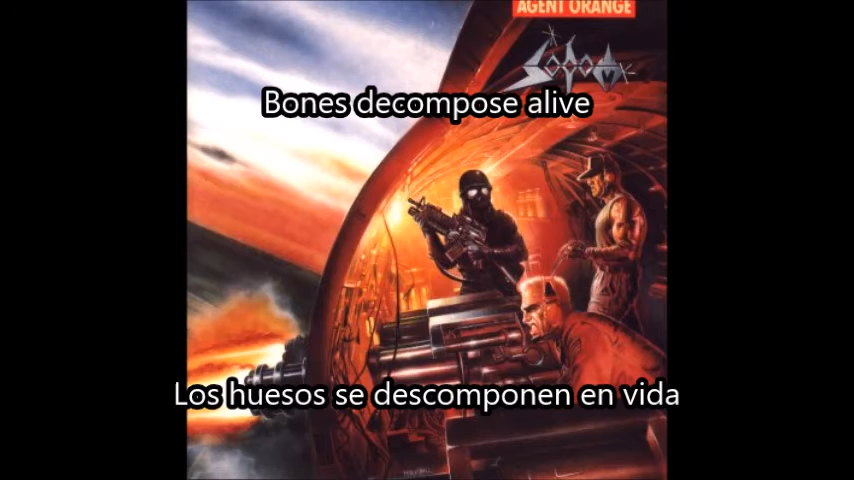 AGENT ORANGE
SODOM
Bones decompose alive
Los huesos se descomponen en vida